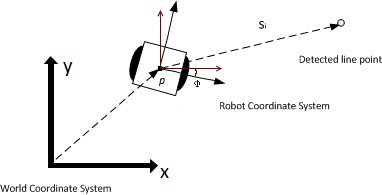 Si
Detected line point
y
p
Φ
Robot Coordinate System
x
World Coordinate System